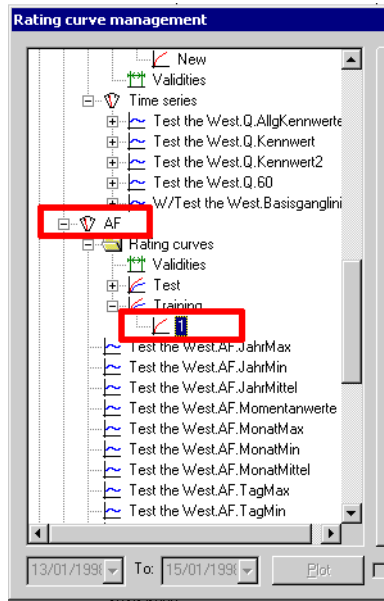 Rating curve management
New
Validities
Time series
Test the West.Q.AllgKennwerte
Test the West.Q.Kennwert
Test the West.Q.Kennwert2
Test the West.Q.60
W/Test the West.Basisganglini
AF
Rating curves
Validities
Test
Training
1
Test the West.AF.JahrMax
Test the West.AF.JahrMin
Test the West.AF.JahrMittel
Test the West.AF.Momentanwerte
Test the West.AF.MonatMax
Test the West.AF.MonatMin
Test the West.AF.MonatMittel
Test the West.AF.TagMax
Test the West.AF.TagMin
13/01/1998 To: 15/01/1998 Plot